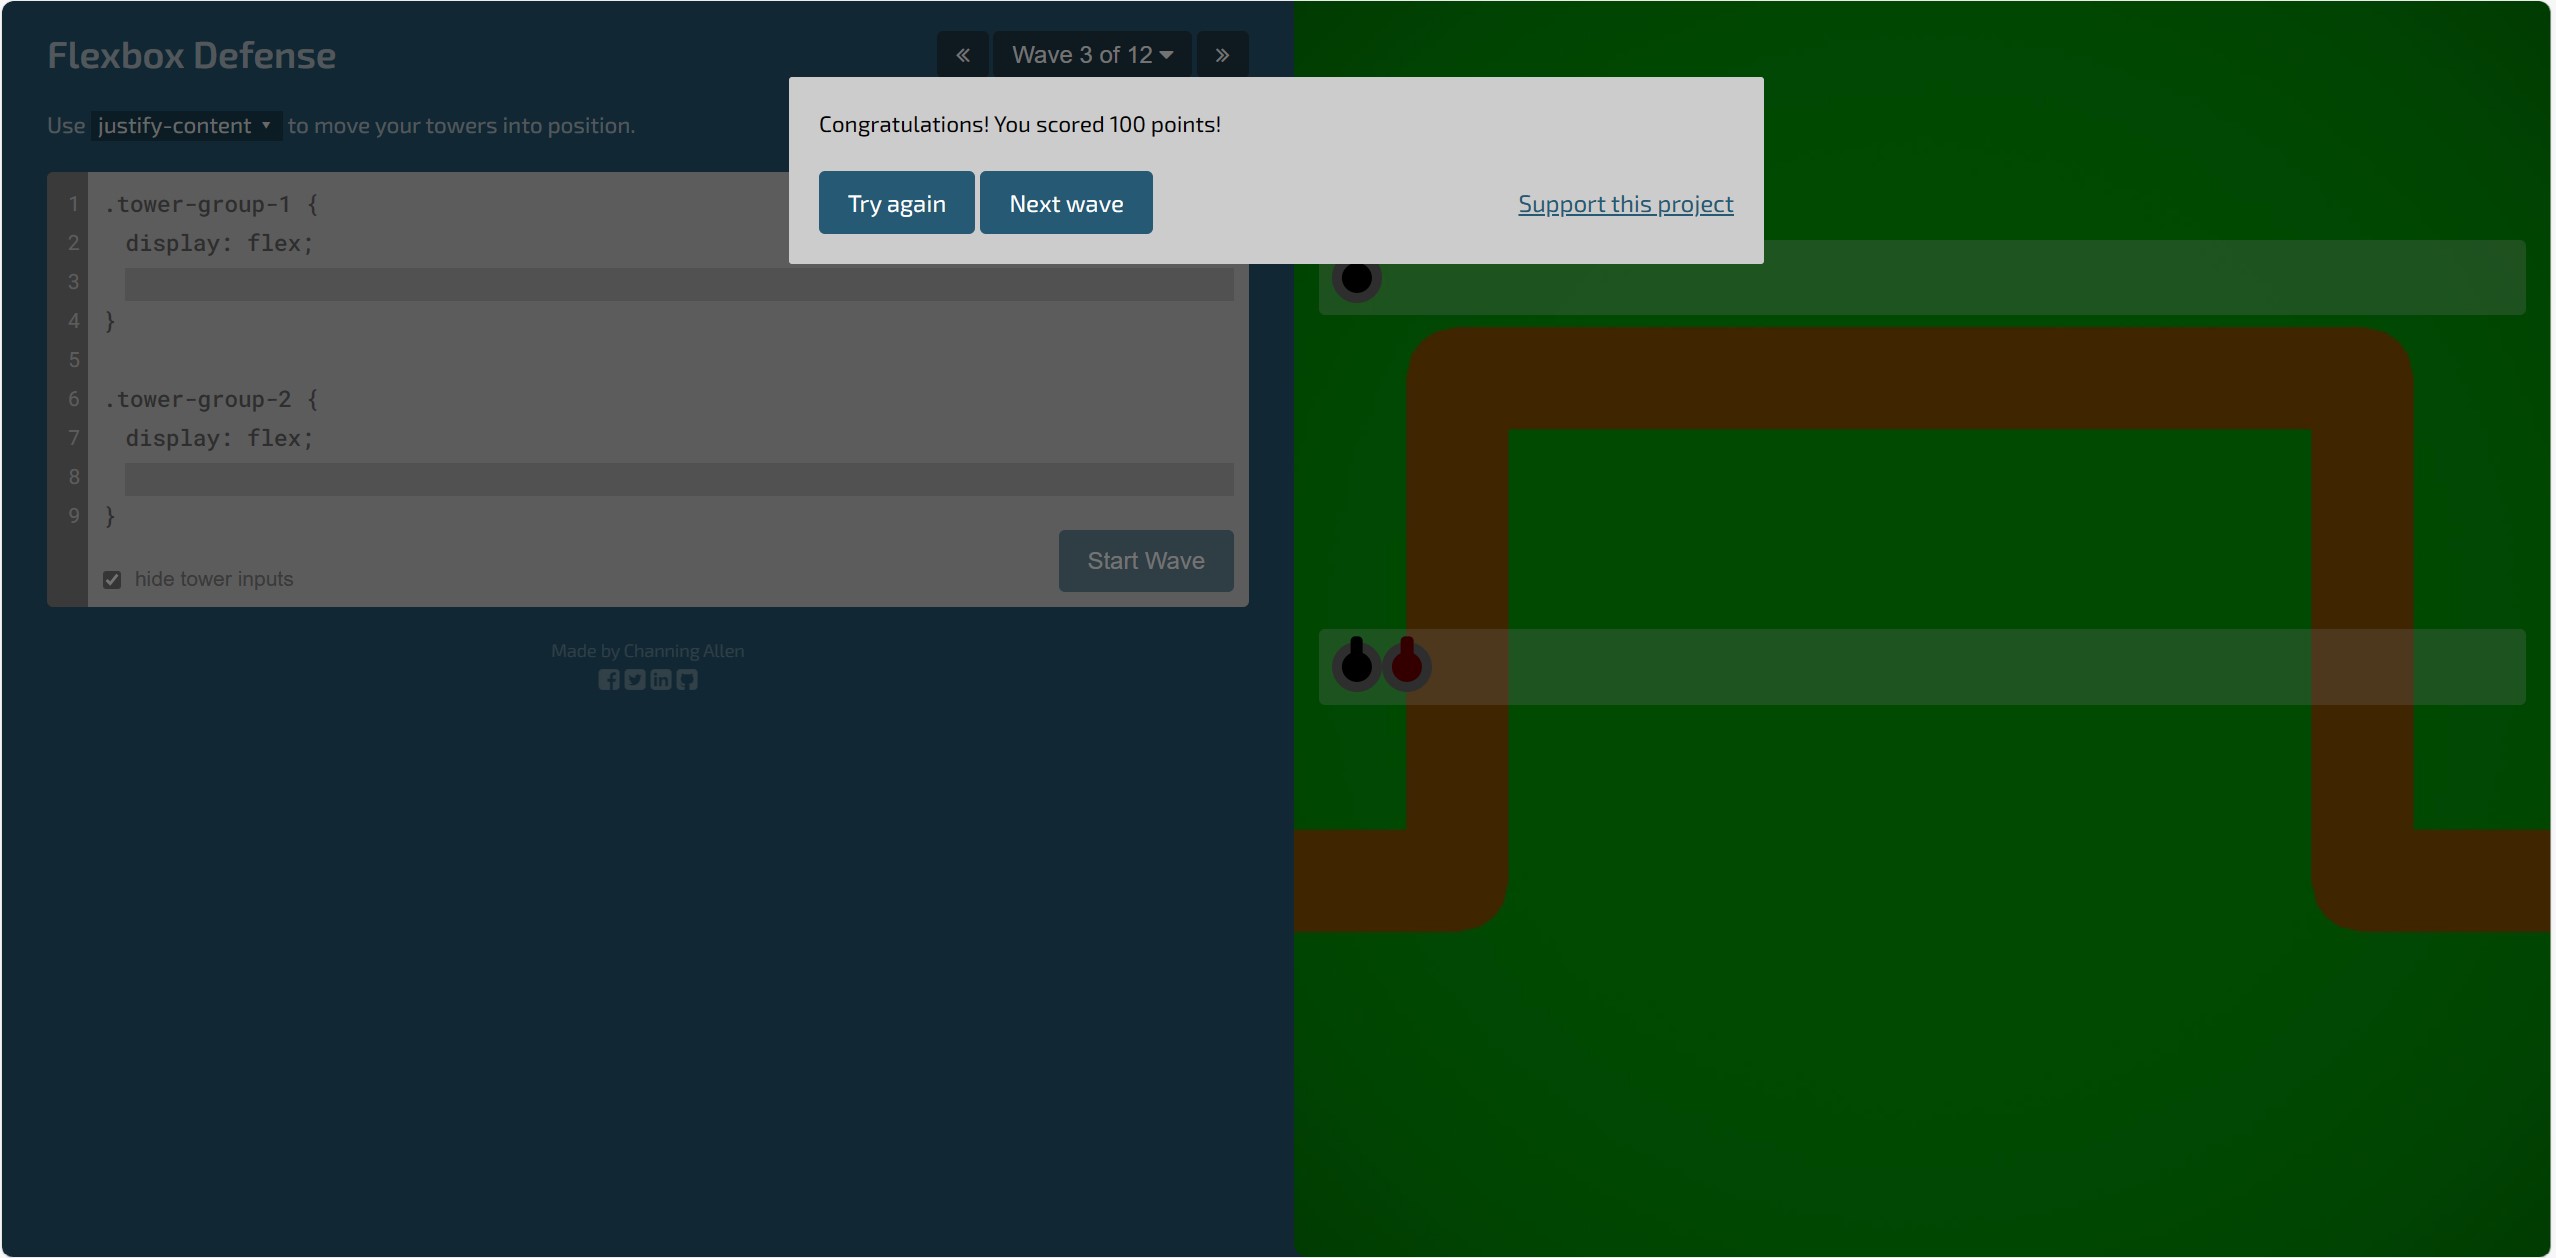 Flexbox Defense
« Wave 3 of 12 »
Use justify-content to move your towers into position.
Congratulations! You scored 100 points!
Try again Next wave Support this project
1 .tower-group-1 {
2 display: flex;
3
4 }
5
6 .tower-group-2 {
7 display: flex;
8
9 }
hide tower inputs Start Wave
Made by Channing Allen